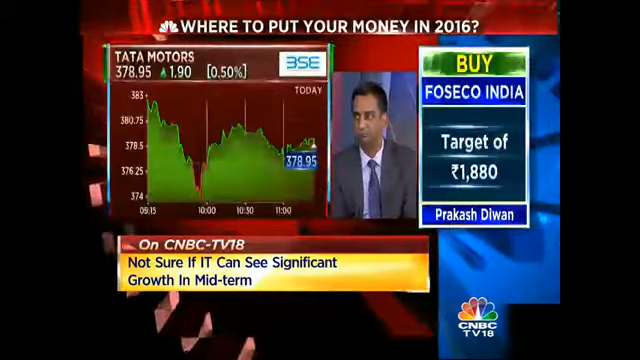 WHERE TO PUT YOUR MONEY IN 2016?
TATA MOTORS
378.95 1.90 [0.50%]
BSE
TODAY
383
380.75
378.5
376.25
374
378.95
09:15 10:00 10:30 11:00
BUY
FOSECO INDIA
Target of
₹1,880
Prakash Diwan
On CNBC-TV18
Not Sure If IT Can See Significant
Growth In Mid-term
CNBC
TV18